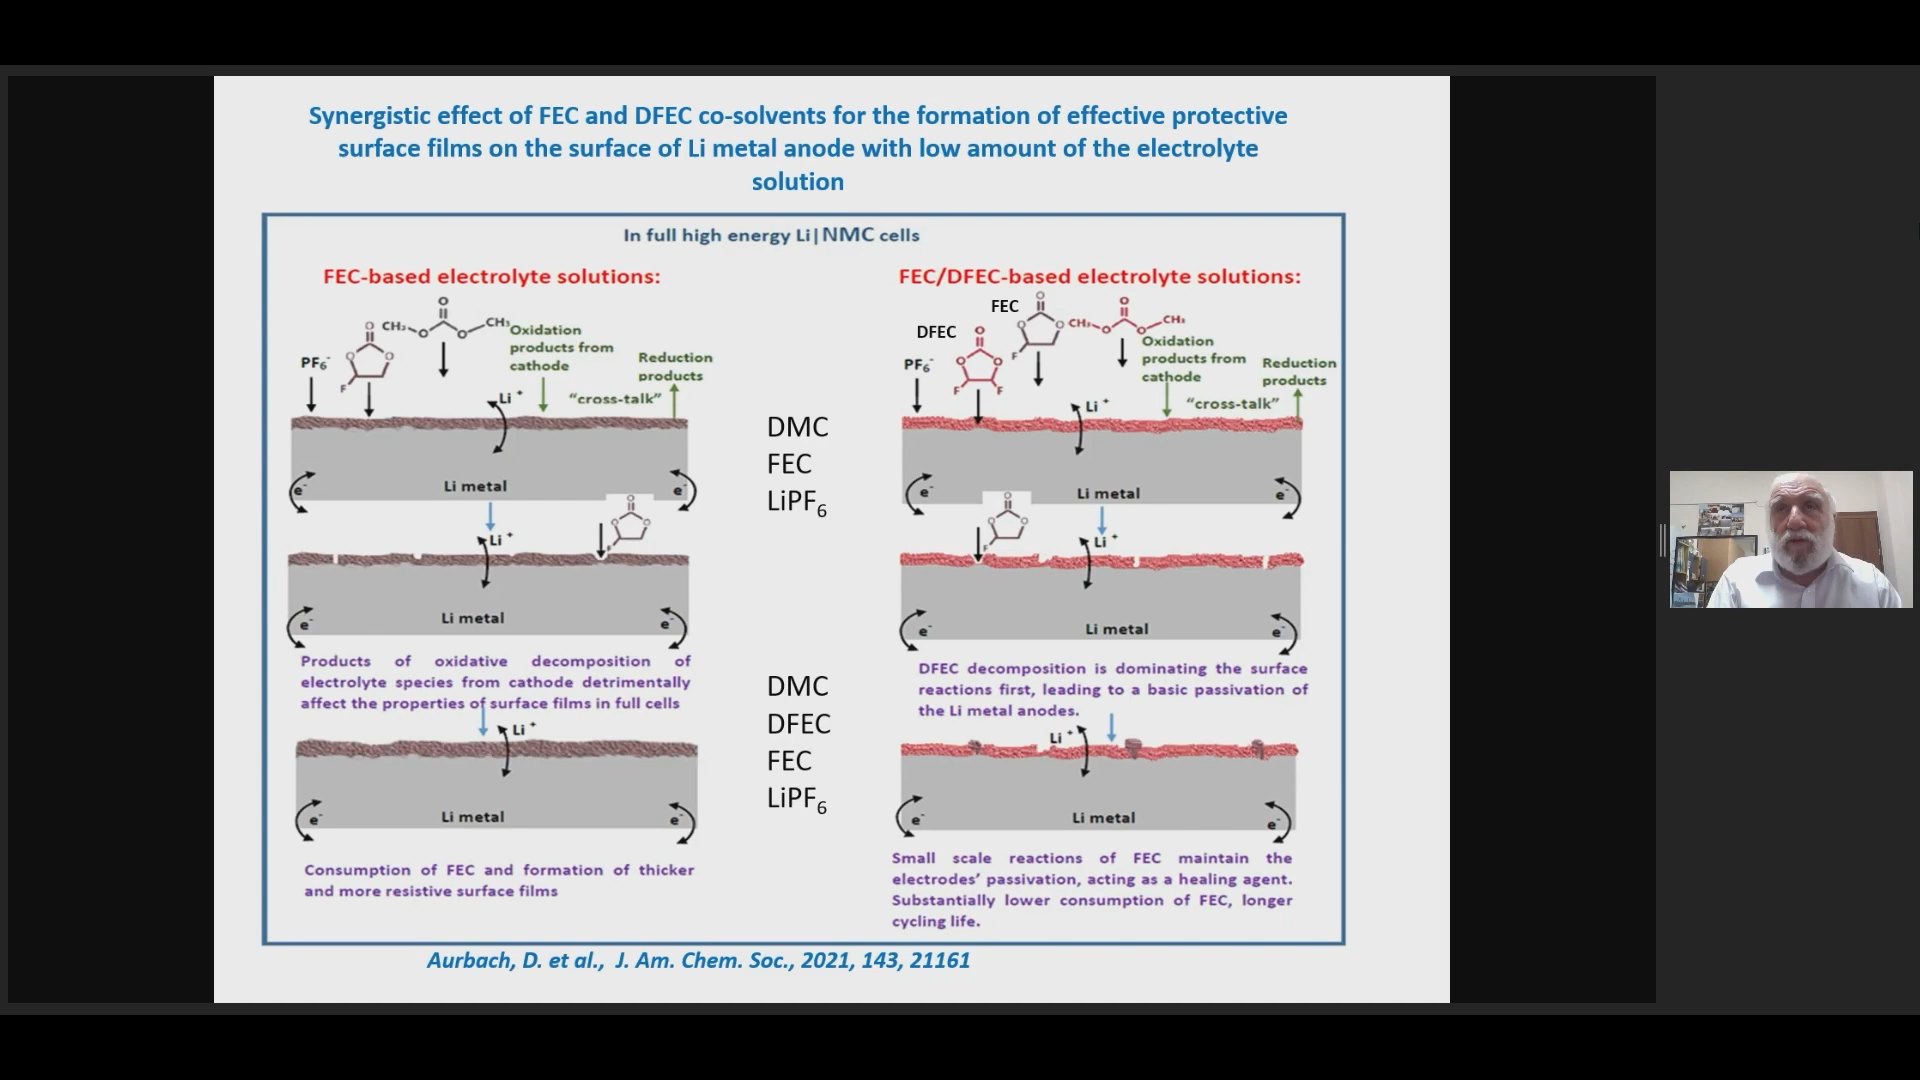 Synergistic effect of FEC and DFEC co-solvents for the formation of effective protective
surface films on the surface of Li metal anode with low amount of the electrolyte
solution
In full high energy Li|NMC cells
FEC-based electrolyte solutions:
O
O
CH₃
O
O
CH₃
PF₆⁻
O
O
F
Oxidation
products from
cathode
Reduction
products
Li⁺
"cross-talk"
e⁻
Li metal
e⁻
O
O
O
Li⁺
e⁻
Li metal
e⁻
Products of oxidative decomposition of
electrolyte species from cathode detrimentally
affect the properties of surface films in full cells
Li⁺
e⁻
Li metal
e⁻
Consumption of FEC and formation of thicker
and more resistive surface films
DMC
FEC
LiPF₆
DMC
DFEC
FEC
LiPF₆
FEC/DFEC-based electrolyte solutions:
FEC
O
O
O
F
CH₃
O
O
O
CH₃
DFEC
O
O
O
F
F
PF₆⁻
Oxidation
products from
cathode
Reduction
products
Li⁺
"cross-talk"
e⁻
Li metal
e⁻
O
O
O
Li⁺
e⁻
Li metal
e⁻
DFEC decomposition is dominating the surface
reactions first, leading to a basic passivation of
the Li metal anodes.
Li⁺
e⁻
Li metal
e⁻
Small scale reactions of FEC maintain the
electrodes' passivation, acting as a healing agent.
Substantially lower consumption of FEC, longer
cycling life.
Aurbach, D. et al., J. Am. Chem. Soc., 2021, 143, 21161